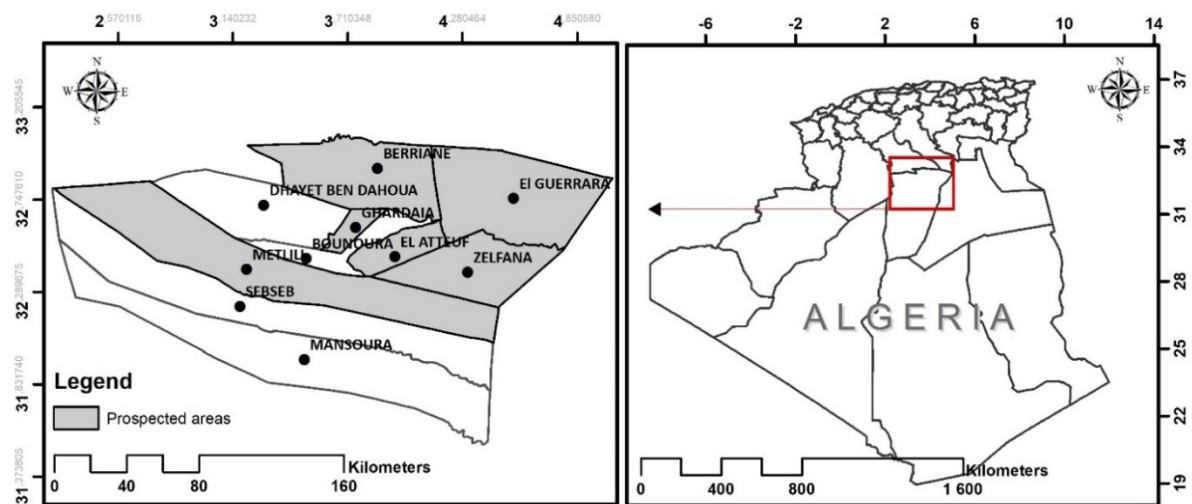 2,570116 3,140232 3,710348 4,280464 4,850580
N
W E
S
33,205545
32,747610
32,289675
31,831740
31,373805
BERRIANE
El GUERRARA
DHAYET BEN DAHOUA
GHARDAIA
BOUNOURA EL ATTEUF
METLILI
ZELFANA
SEBSEB
MANSOURA
Legend
Prospected areas
Kilometers
0 40 80 160
-6 -2 2 6 10 14
N
W E
S
37
34
31
28
25
22
19
ALGERIA
Kilometers
0 400 800 1 600